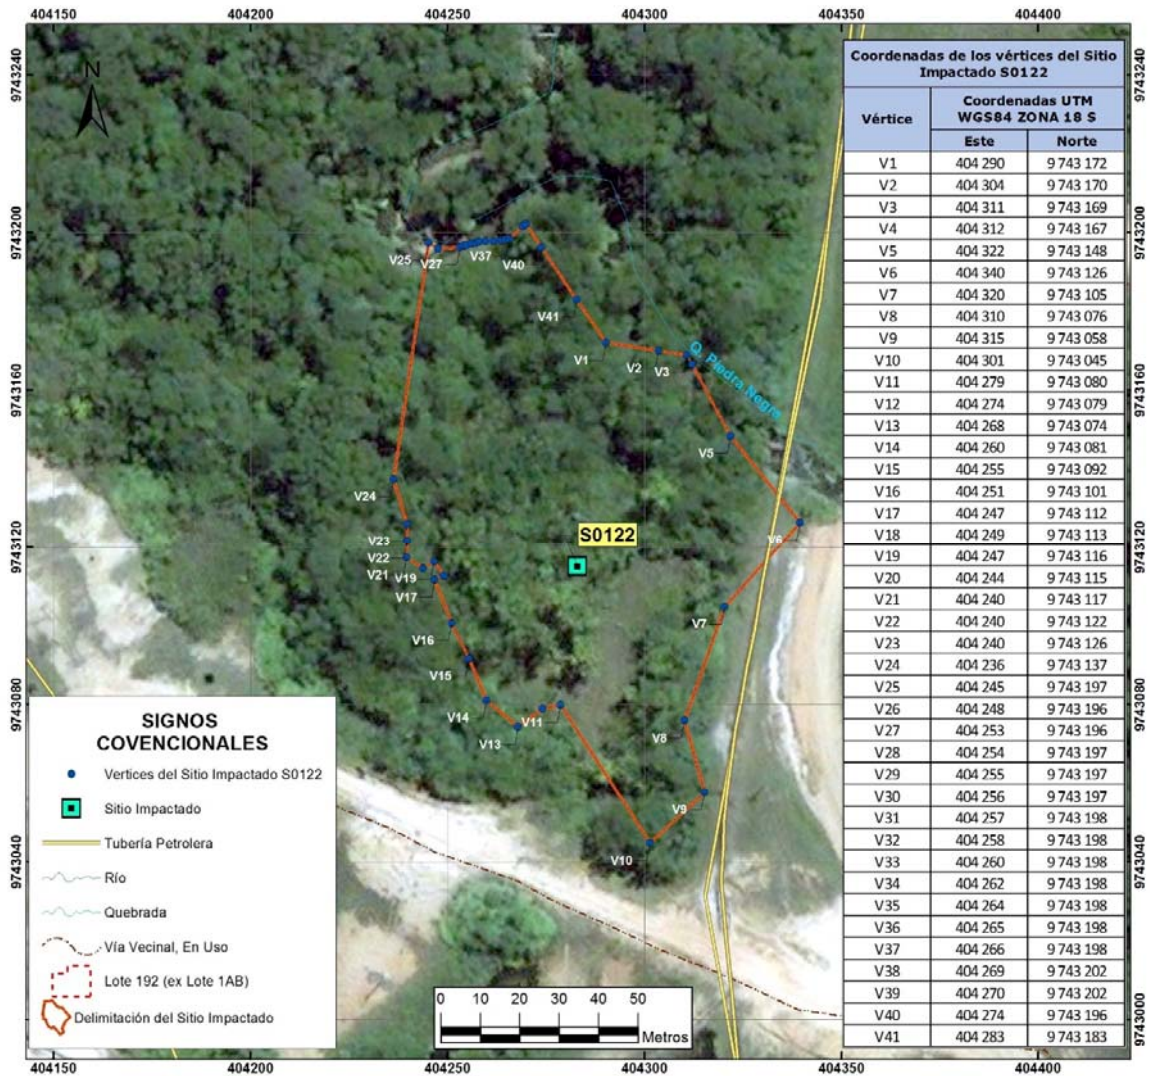 404150 404200 404250 404300 404350 404400
9743240
9743200
9743160
9743120
9743080
9743040
9743000
N
V25
V27
V37
V40
V41
V1
V2
V3
Q. Piedra Negra
V5
V24
V23
V22
V21
V19
V17
S0122
V6
V7
V16
V15
V14
V13
V11
V8
V9
V10
SIGNOS
COVENCIONALES
Vertices del Sitio Impactado S0122
Sitio Impactado
Tubería Petrolera
Río
Quebrada
Vía Vecinal, En Uso
Lote 192 (ex Lote 1AB)
Delimitación del Sitio Impactado
0 10 20 30 40 50
Metros
Coordenadas de los vértices del Sitio
Impactado S0122
Vértice
Coordenadas UTM
WGS84 ZONA 18 S
Este Norte
V1 404 290 9 743 172
V2 404 304 9 743 170
V3 404 311 9 743 169
V4 404 312 9 743 167
V5 404 322 9 743 148
V6 404 340 9 743 126
V7 404 320 9 743 105
V8 404 310 9 743 076
V9 404 315 9 743 058
V10 404 301 9 743 045
V11 404 279 9 743 080
V12 404 274 9 743 079
V13 404 268 9 743 074
V14 404 260 9 743 081
V15 404 255 9 743 092
V16 404 251 9 743 101
V17 404 247 9 743 112
V18 404 249 9 743 113
V19 404 247 9 743 116
V20 404 244 9 743 115
V21 404 240 9 743 117
V22 404 240 9 743 122
V23 404 240 9 743 126
V24 404 236 9 743 137
V25 404 245 9 743 197
V26 404 248 9 743 196
V27 404 253 9 743 196
V28 404 254 9 743 197
V29 404 255 9 743 197
V30 404 256 9 743 197
V31 404 257 9 743 198
V32 404 258 9 743 198
V33 404 260 9 743 198
V34 404 262 9 743 198
V35 404 264 9 743 198
V36 404 265 9 743 198
V37 404 266 9 743 198
V38 404 269 9 743 202
V39 404 270 9 743 202
V40 404 274 9 743 196
V41 404 283 9 743 183
9743240
9743200
9743160
9743120
9743080
9743040
9743000
404150 404200 404250 404300 404350 404400